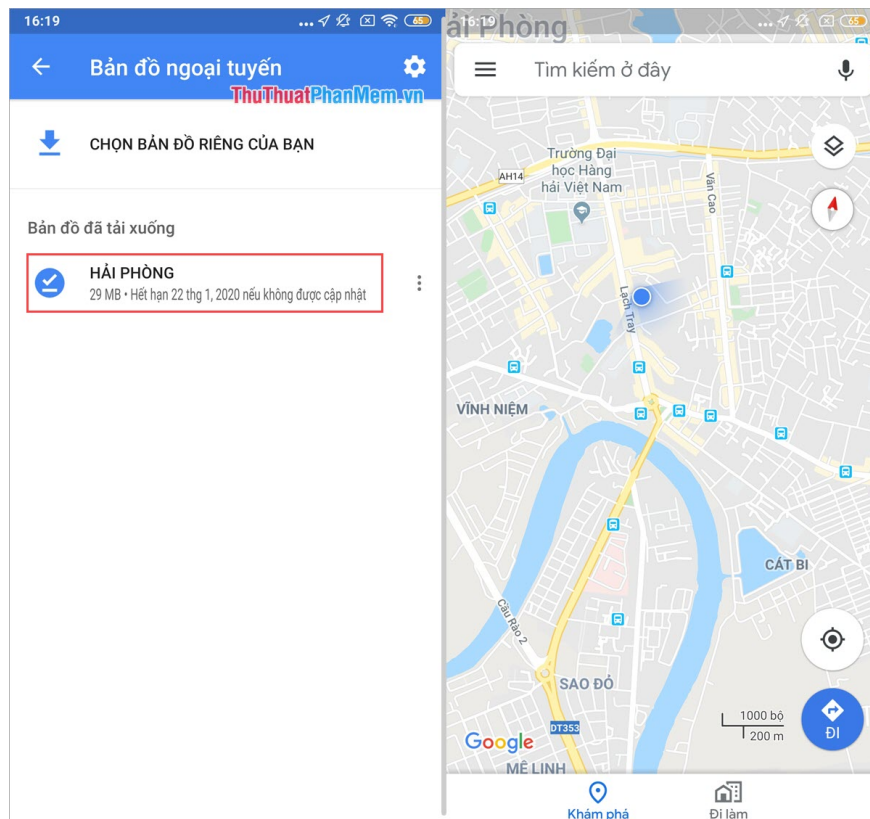 16:19
65
Bản đồ ngoại tuyến
ThuThuatPhanMem.vn
CHỌN BẢN ĐỒ RIÊNG CỦA BẠN
Bản đồ đã tải xuống
HẢI PHÒNG
29 MB • Hết hạn 22 thg 1, 2020 nếu không được cập nhật
16:19
65
ải Phòng
Tìm kiếm ở đây
Trường Đại
học Hàng
hải Việt Nam
AH14
Văn Cao
Lạch Tray
VĨNH NIỆM
CÁT BI
Cầu Rào 2
SAO ĐỎ
1000 bộ
200 m
ĐI
DT353
Google
MÊ LINH
Khám phá
Đi làm